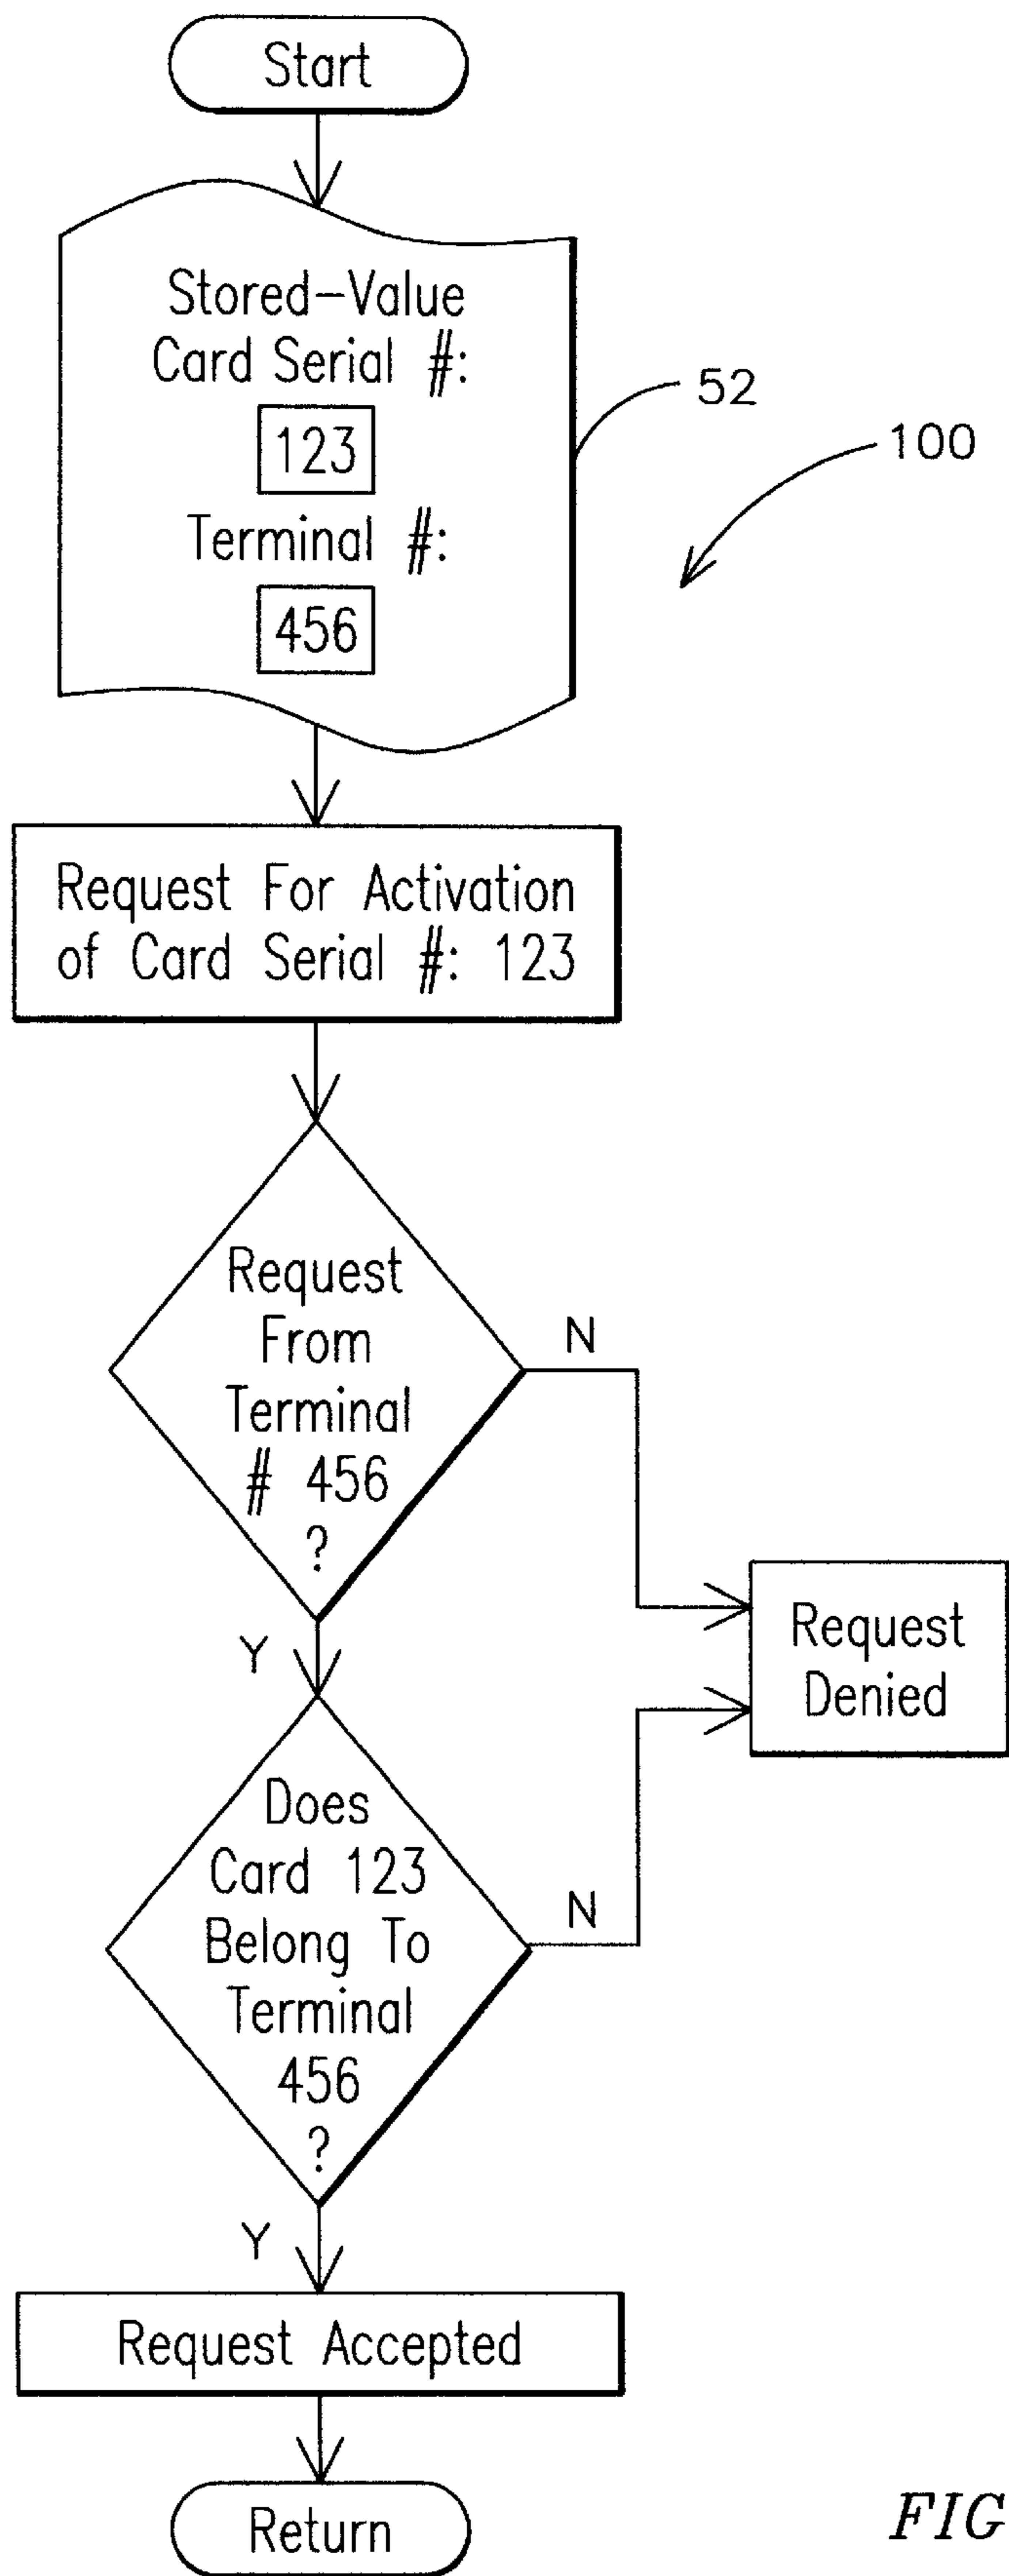 Start
Stored-Value
Card Serial #:
123
Terminal #:
456
52
100
Request For Activation
of Card Serial #: 123
Request
From
Terminal
# 456
?
N
Y
Request
Denied
Does
Card 123
Belong To
Terminal
456
?
N
Y
Request Accepted
Return
FIG